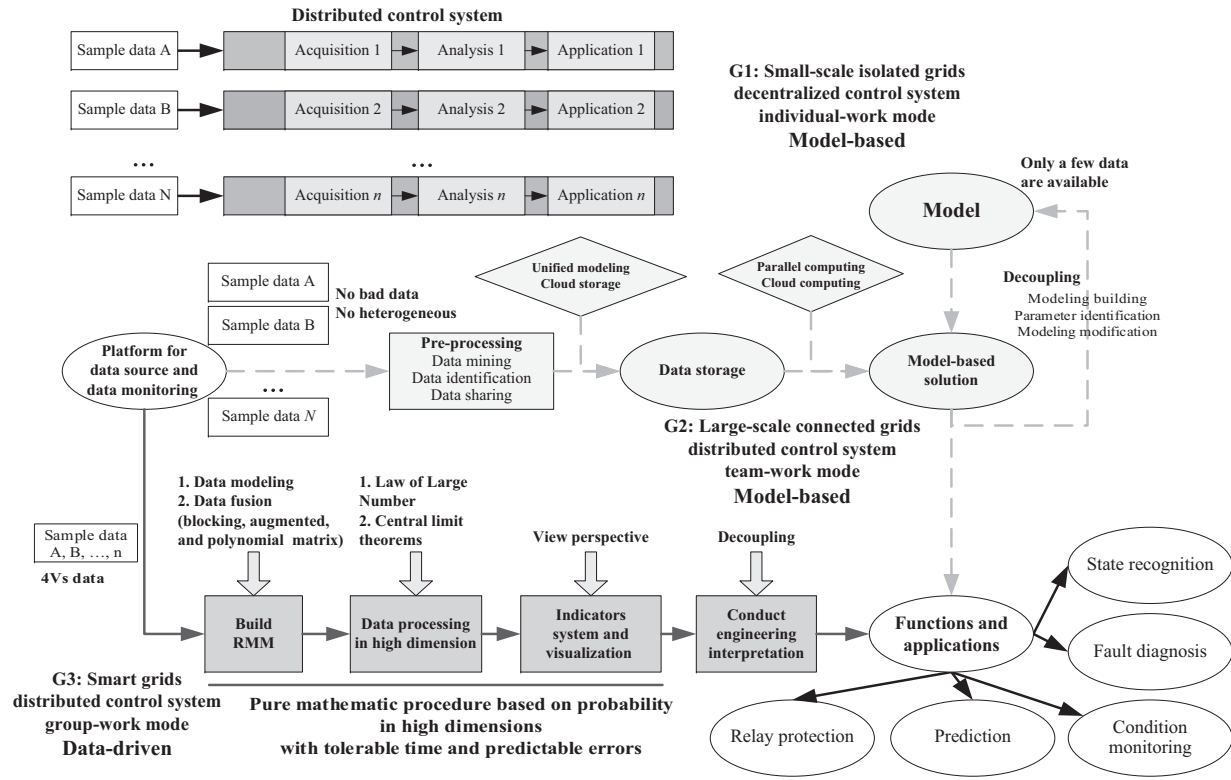 Distributed control system
Sample data A
Acquisition 1
Analysis 1
Application 1
Sample data B
Acquisition 2
Analysis 2
Application 2
...
...
Sample data N
Acquisition n
Analysis n
Application n
G1: Small-scale isolated grids
decentralized control system
individual-work mode
Model-based
Only a few data
are available
Model
Sample data A
Sample data B
No bad data
No heterogeneous
...
Sample data N
Platform for
data source and
data monitoring
Pre-processing
Data mining
Data identification
Data sharing
Unified modeling
Cloud storage
Data storage
Parallel computing
Cloud computing
Model-based
solution
Decoupling
Modeling building
Parameter identification
Modeling modification
G2: Large-scale connected grids
distributed control system
team-work mode
Model-based
1. Data modeling
2. Data fusion
(blocking, augmented,
and polynomial matrix)
1. Law of Large
Number
2. Central limit
theorems
View perspective
Decoupling
Sample data
A, B, ..., n
4Vs data
Build
RMM
Data processing
in high dimension
Indicators
system and
visualization
Conduct
engineering
interpretation
Functions and
applications
State recognition
Fault diagnosis
Condition
monitoring
Prediction
Relay protection
G3: Smart grids
distributed control system
group-work mode
Data-driven
Pure mathematic procedure based on probability
in high dimensions
with tolerable time and predictable errors